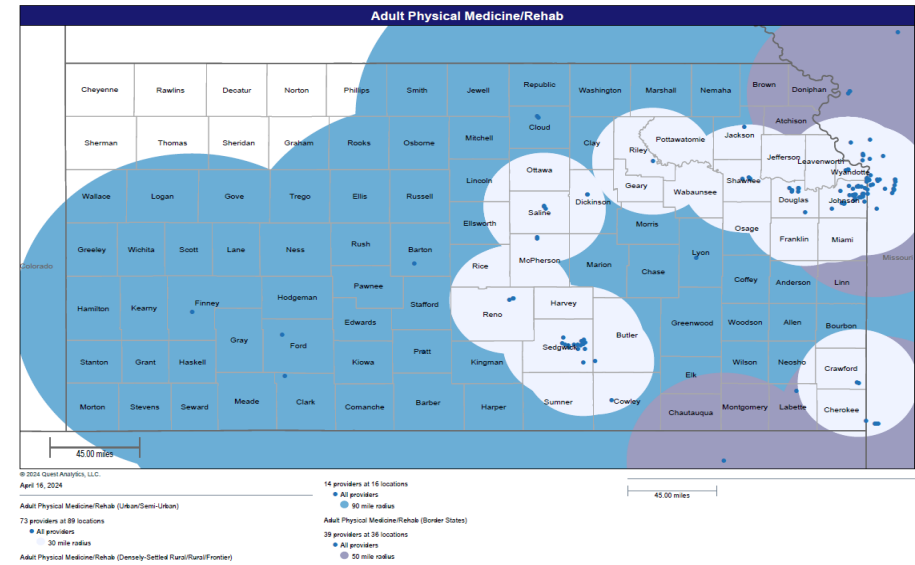 Adult Physical Medicine/Rehab
Cheyenne Rawlins Decatur Norton Phillips Smith Jewell Republic Washington Marshall Nemaha Brown Doniphan
Sherman Thomas Sheridan Graham Rooks Osborne Mitchell Cloud Clay Riley Pottawatomie Jackson Atchison
Jefferson Leavenworth
Wallace Logan Gove Trego Ellis Russell Lincoln Ottawa Geary Wabaunsee Shawnee Wyandotte
Saline Dickinson Douglas Johnson
Greeley Wichita Scott Lane Ness Rush Barton Ellsworth Morris Osage Franklin Miami
Colorado Rice McPherson Marion Chase Lyon Missouri
Hamilton Kearny Finney Hodgeman Pawnee Stafford Reno Harvey Coffey Anderson Linn
Gray Ford Edwards Butler Greenwood Woodson Allen Bourbon
Stanton Grant Haskell Kiowa Pratt Kingman Sedgwick Elk Wilson Neosho Crawford
Morton Stevens Seward Meade Clark Comanche Barber Harper Sumner Cowley Chautauqua Montgomery Labette Cherokee
45.00 miles
© 2024 Quest Analytics, LLC.
April 16, 2024
Adult Physical Medicine/Rehab (Urban/Semi-Urban)
73 providers at 89 locations
All providers
30 mile radius
Adult Physical Medicine/Rehab (Densely-Settled Rural/Rural/Frontier)
14 providers at 16 locations
All providers
90 mile radius
Adult Physical Medicine/Rehab (Border States)
39 providers at 36 locations
All providers
50 mile radius
45.00 miles